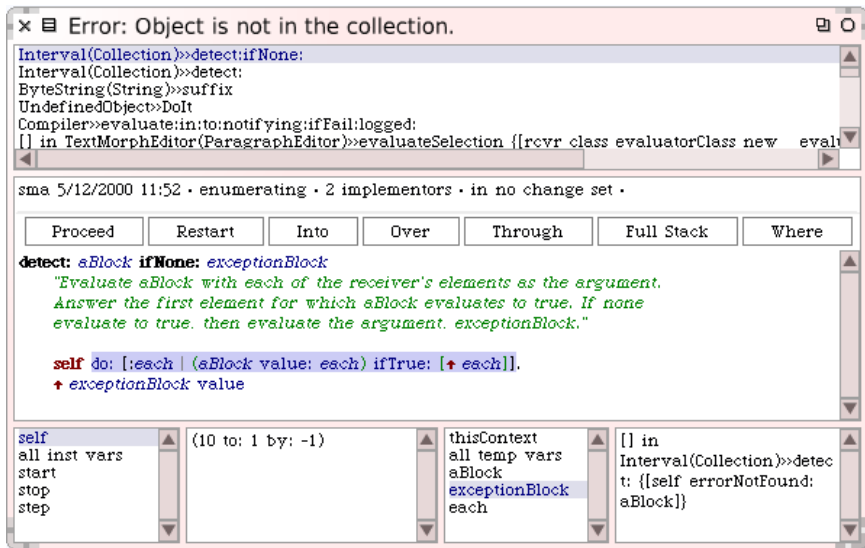 Error: Object is not in the collection.
Interval(Collection)»detect:ifNone:
Interval(Collection)»detect:
ByteString(String)»suffix
UndefinedObject»DoIt
Compiler»evaluate:in:to:notifying:ifFail:logged:
[] in TextMorphEditor(ParagraphEditor)»evaluateSelection {[rcvr class evaluatorClass new
sma 5/12/2000 11:52 · enumerating · 2 implementors · in no change set ·
Proceed Restart Into Over Through Full Stack Where
detect: aBlock ifNone: exceptionBlock
"Evaluate aBlock with each of the receiver's elements as the argument.
Answer the first element for which aBlock evaluates to true. If none
evaluate to true, then evaluate the argument, exceptionBlock."
self do: [:each | (aBlock value: each) ifTrue: [↑ each]].
↑ exceptionBlock value
self
all inst vars
start
stop
step
(10 to: 1 by: -1)
thisContext
all temp vars
aBlock
exceptionBlock
each
[] in
Interval(Collection)»detec
t: {[self errorNotFound:
aBlock]}